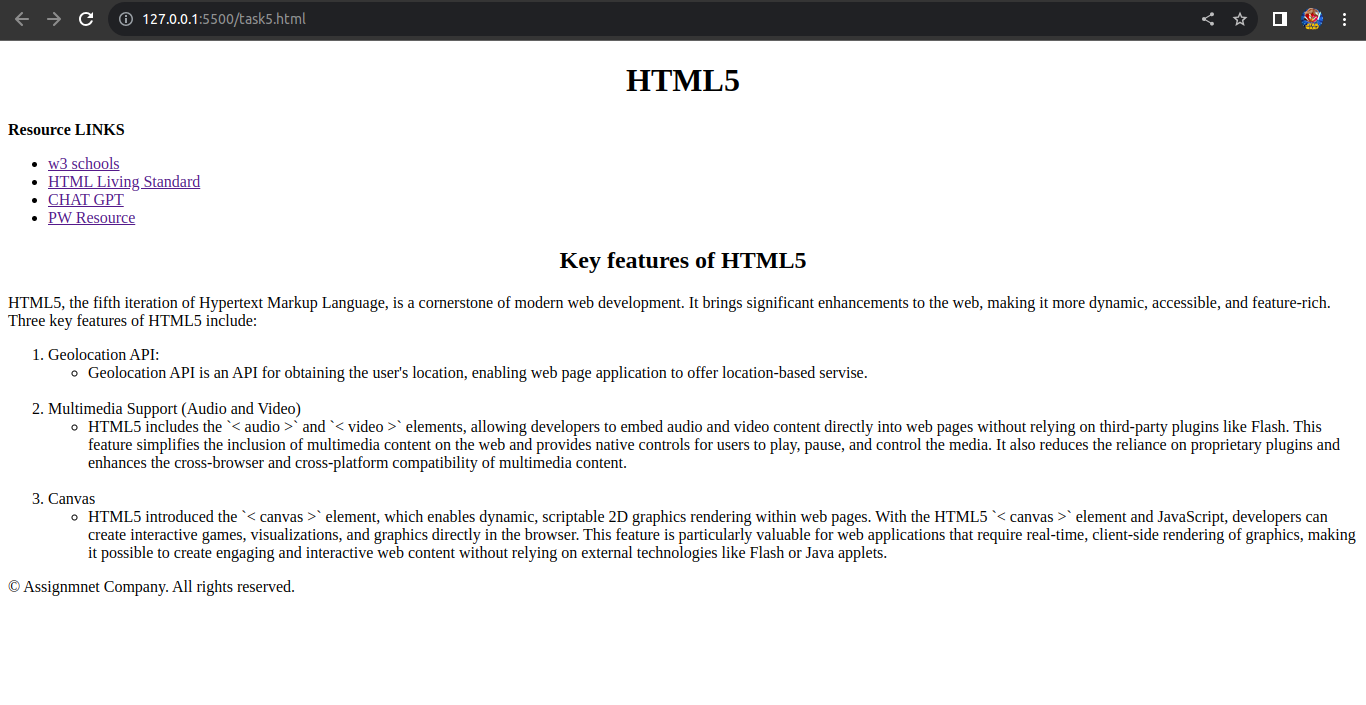 127.0.0.1:5500/task5.html
HTML5
Resource LINKS
w3 schools
HTML Living Standard
CHAT GPT
PW Resource
Key features of HTML5
HTML5, the fifth iteration of Hypertext Markup Language, is a cornerstone of modern web development. It brings significant enhancements to the web, making it more dynamic, accessible, and feature-rich.
Three key features of HTML5 include:
1. Geolocation API:
Geolocation API is an API for obtaining the user's location, enabling web page application to offer location-based servise.
2. Multimedia Support (Audio and Video)
HTML5 includes the `< audio >` and `< video >` elements, allowing developers to embed audio and video content directly into web pages without relying on third-party plugins like Flash. This
feature simplifies the inclusion of multimedia content on the web and provides native controls for users to play, pause, and control the media. It also reduces the reliance on proprietary plugins and
enhances the cross-browser and cross-platform compatibility of multimedia content.
3. Canvas
HTML5 introduced the `< canvas >` element, which enables dynamic, scriptable 2D graphics rendering within web pages. With the HTML5 `< canvas >` element and JavaScript, developers can
create interactive games, visualizations, and graphics directly in the browser. This feature is particularly valuable for web applications that require real-time, client-side rendering of graphics, making
it possible to create engaging and interactive web content without relying on external technologies like Flash or Java applets.
© Assignmnet Company. All rights reserved.